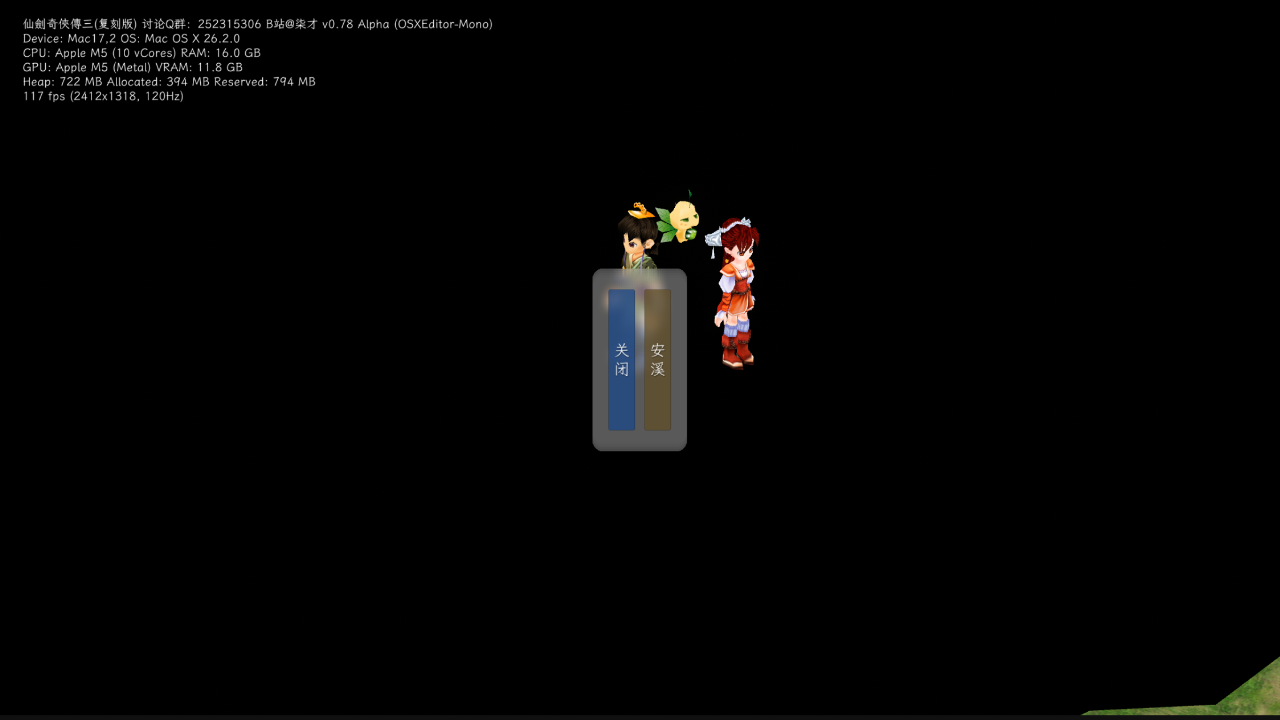 仙劍奇俠傳三(复刻版) 讨论Q群: 252315306 B站@柒才 v0.78 Alpha (OSXEditor-Mono)
Device: Mac17,2 OS: Mac OS X 26.2.0
CPU: Apple M5 (10 vCores) RAM: 16.0 GB
GPU: Apple M5 (Metal) VRAM: 11.8 GB
Heap: 722 MB Allocated: 394 MB Reserved: 794 MB
117 fps (2412x1318, 120Hz)
安溪
关闭